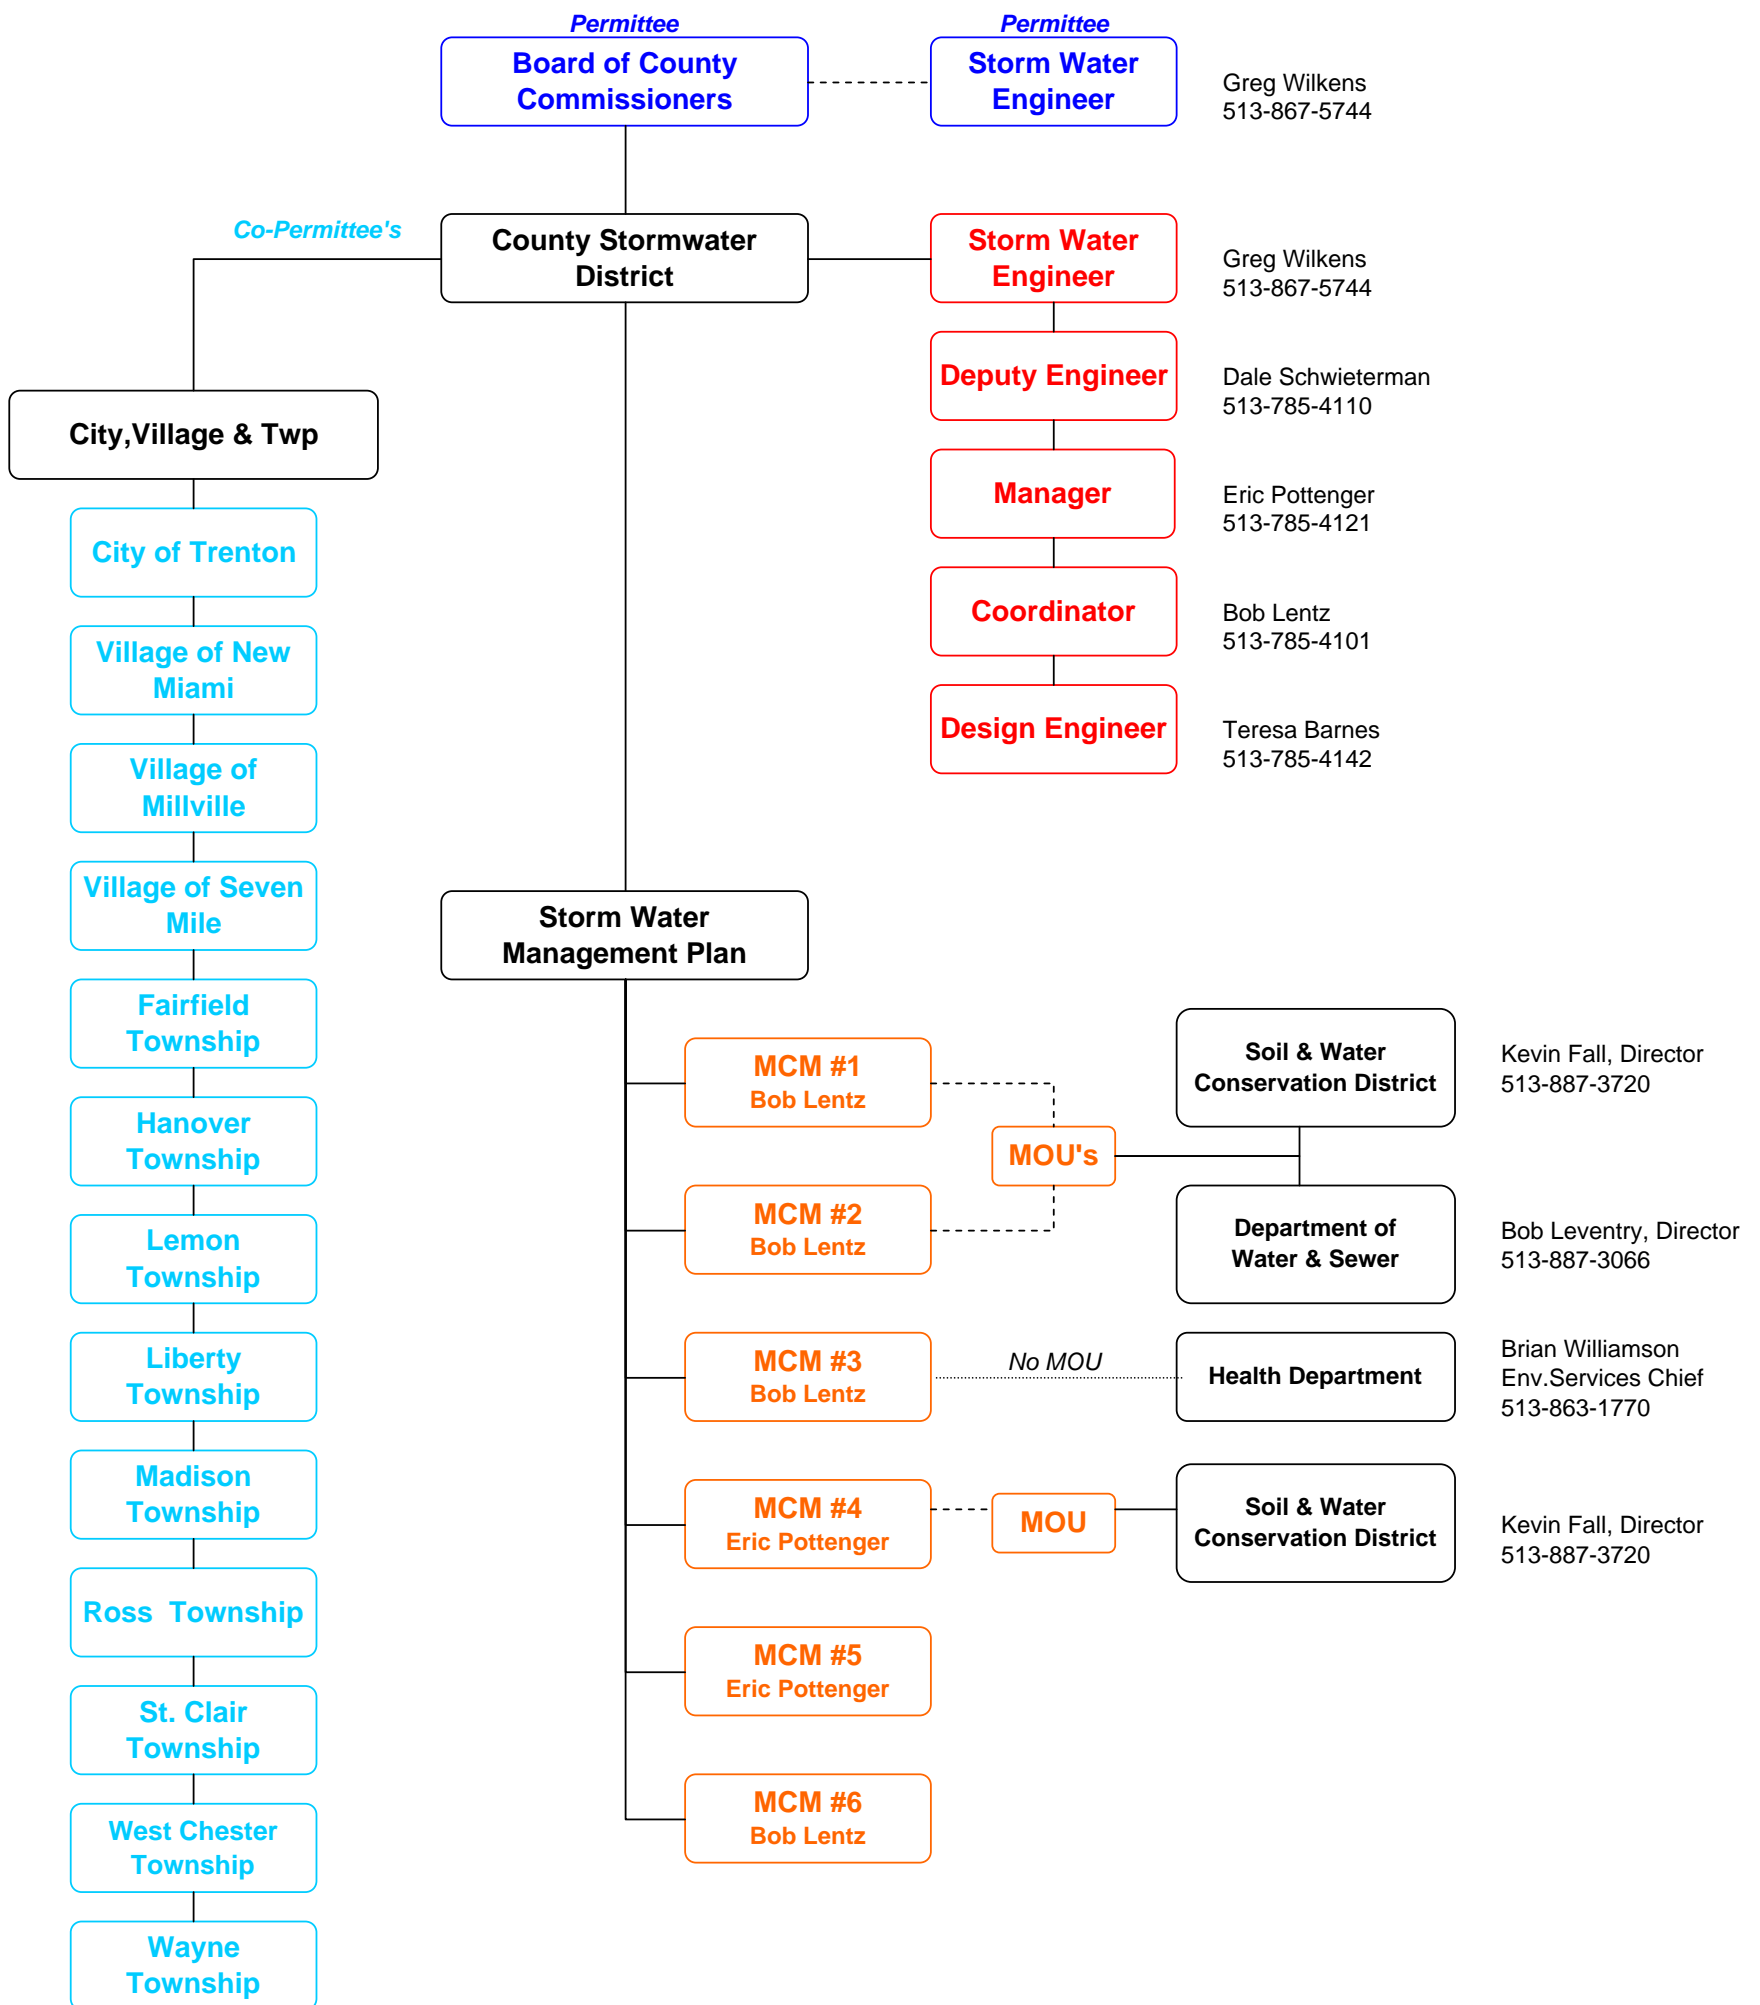 Permittee
Permittee
Board of County
Commissioners
Storm Water
Engineer
Greg Wilkens
513-867-5744
Co-Permittee's
County Stormwater
District
Storm Water
Engineer
Greg Wilkens
513-867-5744
Deputy Engineer
Dale Schwieterman
513-785-4110
City,Village & Twp
Manager
Eric Pottenger
513-785-4121
City of Trenton
Coordinator
Bob Lentz
513-785-4101
Village of New
Miami
Design Engineer
Teresa Barnes
513-785-4142
Village of
Millville
Village of Seven
Mile
Storm Water
Management Plan
Fairfield
Township
MCM #1
Bob Lentz
Soil & Water
Conservation District
Kevin Fall, Director
513-887-3720
Hanover
Township
MOU's
Lemon
Township
MCM #2
Bob Lentz
Department of
Water & Sewer
Bob Leventry, Director
513-887-3066
Liberty
Township
MCM #3
Bob Lentz
No MOU
Health Department
Brian Williamson
Env.Services Chief
513-863-1770
Madison
Township
MCM #4
Eric Pottenger
MOU
Soil & Water
Conservation District
Kevin Fall, Director
513-887-3720
Ross  Township
MCM #5
Eric Pottenger
St. Clair
Township
MCM #6
Bob Lentz
West Chester
Township
Wayne
Township